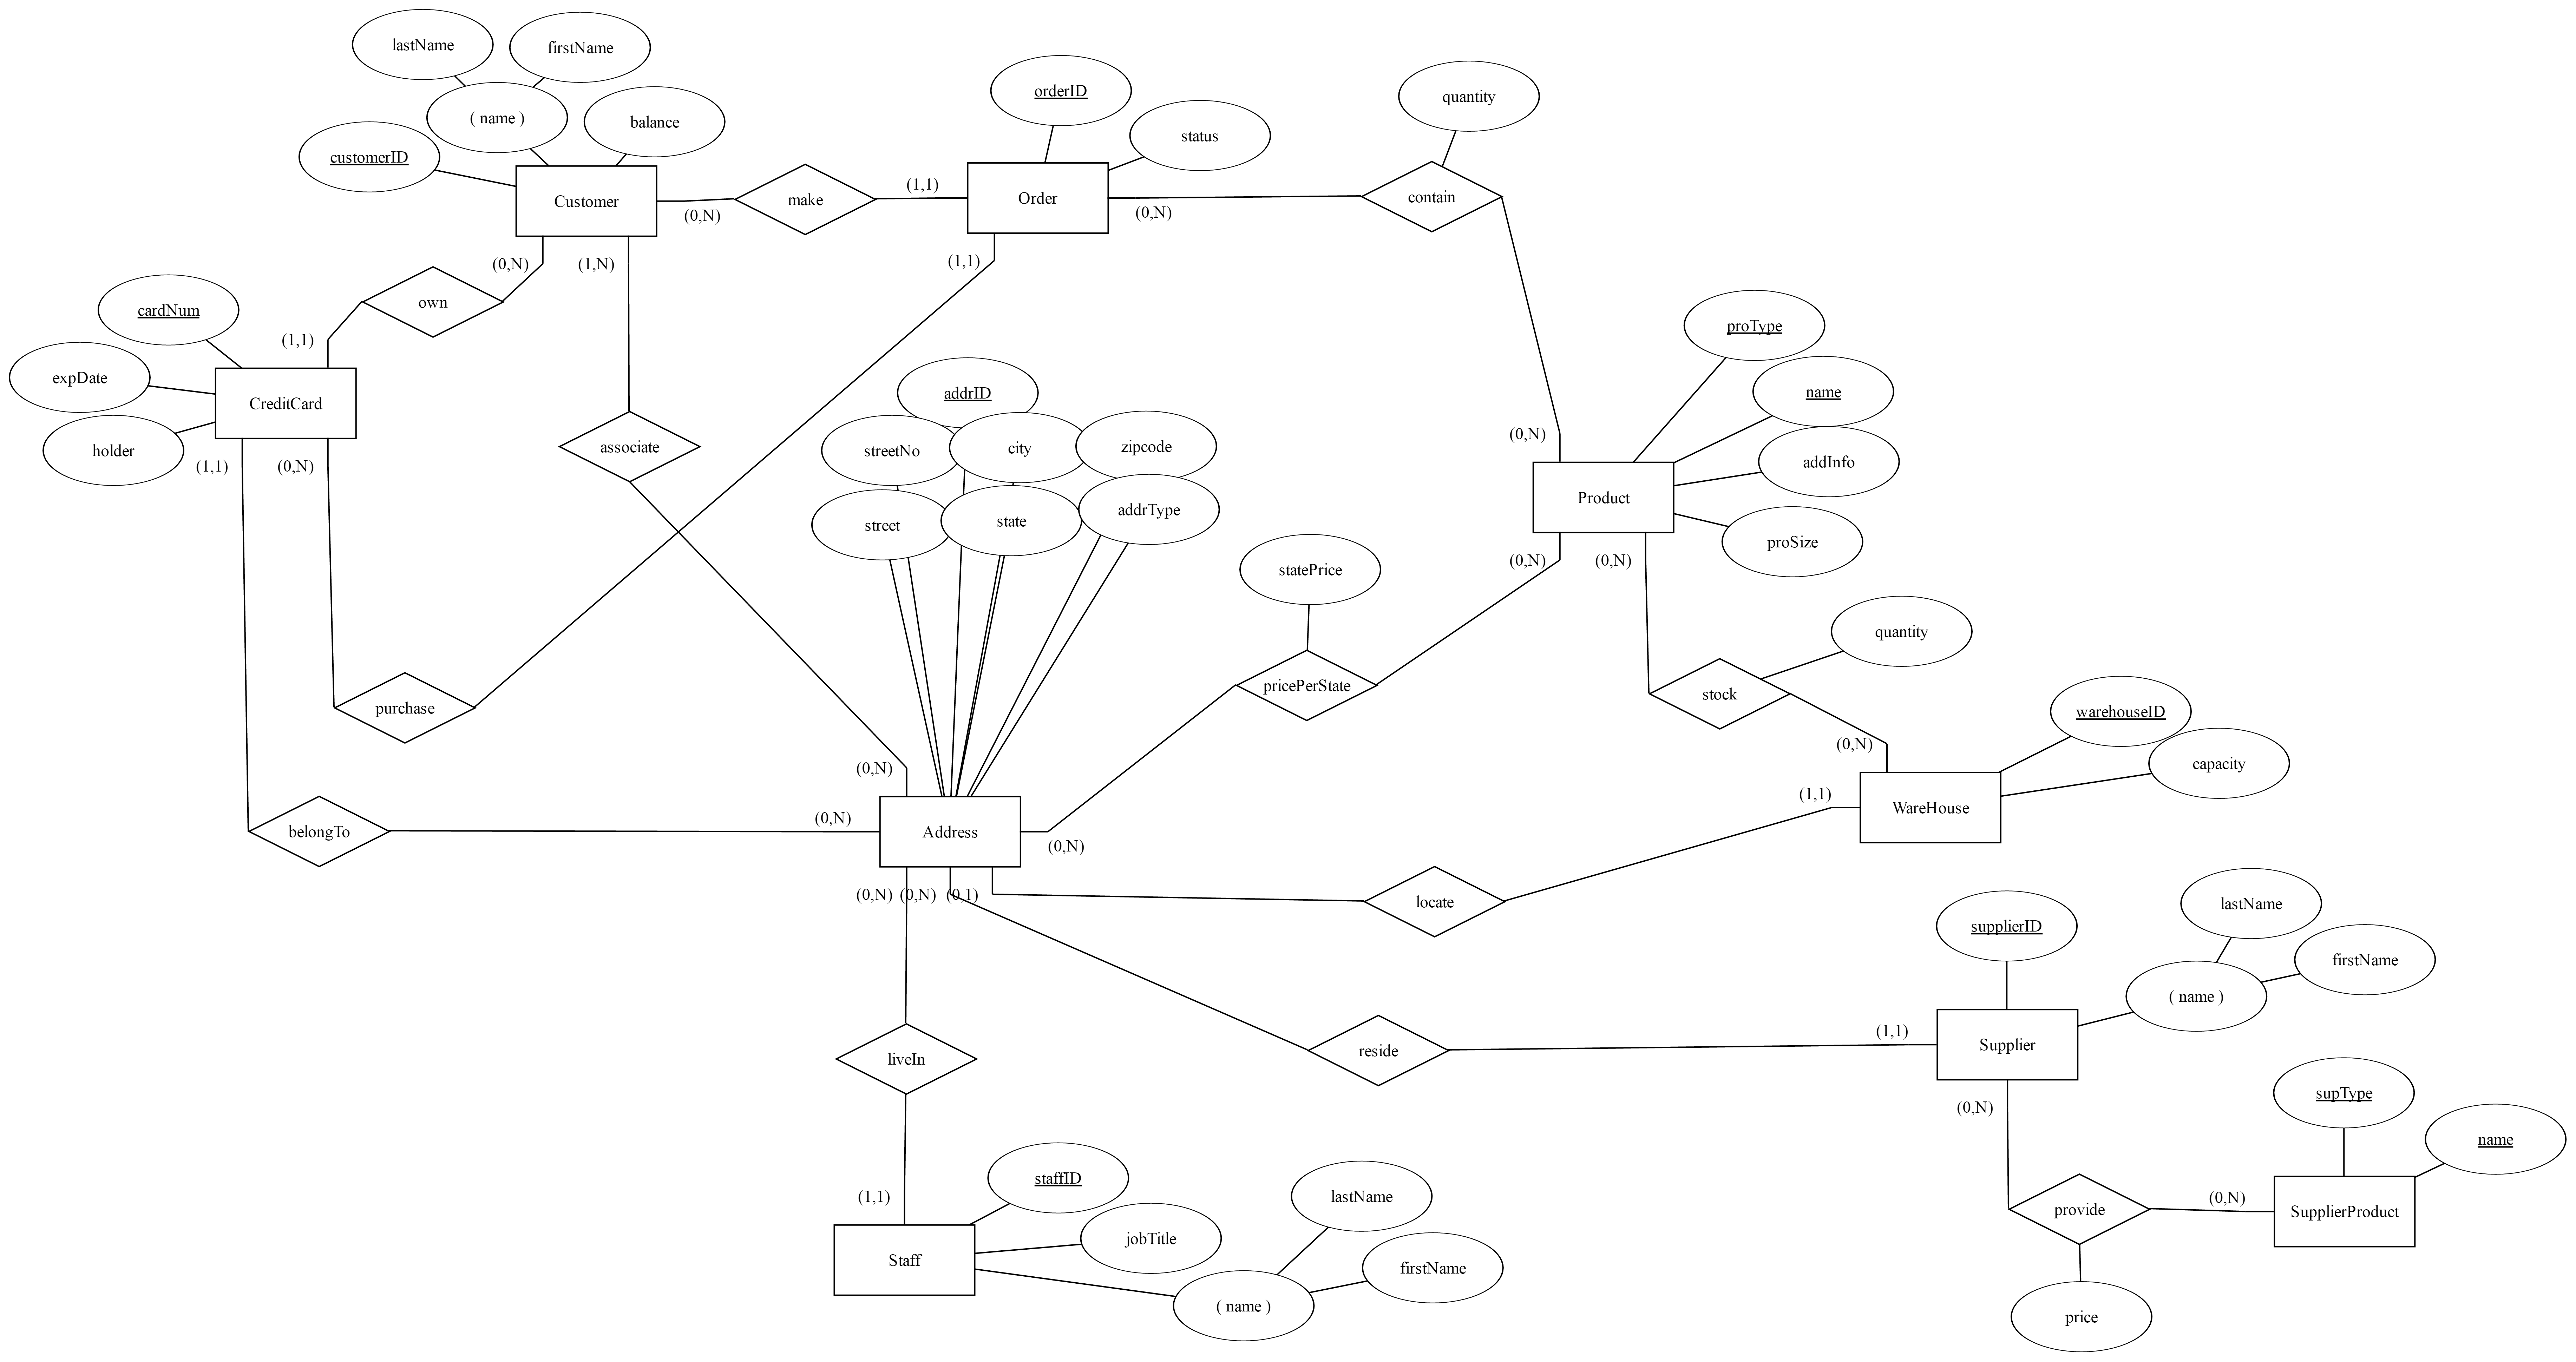 lastName
firstName
( name )
balance
customerID
Customer
(0,N)
make
(1,1)
orderID
status
Order
(0,N)
quantity
contain
(0,N)
(1,N)
(1,1)
own
cardNum
(1,1)
expDate
CreditCard
holder
(1,1)
(0,N)
associate
addrID
streetNo
city
zipcode
street
state
addrType
proType
name
(0,N)
addInfo
Product
proSize
(0,N)
(0,N)
statePrice
quantity
pricePerState
stock
purchase
warehouseID
(0,N)
capacity
(0,N)
(1,1)
WareHouse
belongTo
(0,N)
Address
(0,N)
(0,N)
(0,N)
(0,1)
locate
lastName
supplierID
firstName
( name )
(1,1)
Supplier
liveIn
reside
(0,N)
supType
name
staffID
lastName
(1,1)
jobTitle
provide
(0,N)
SupplierProduct
Staff
firstName
( name )
price